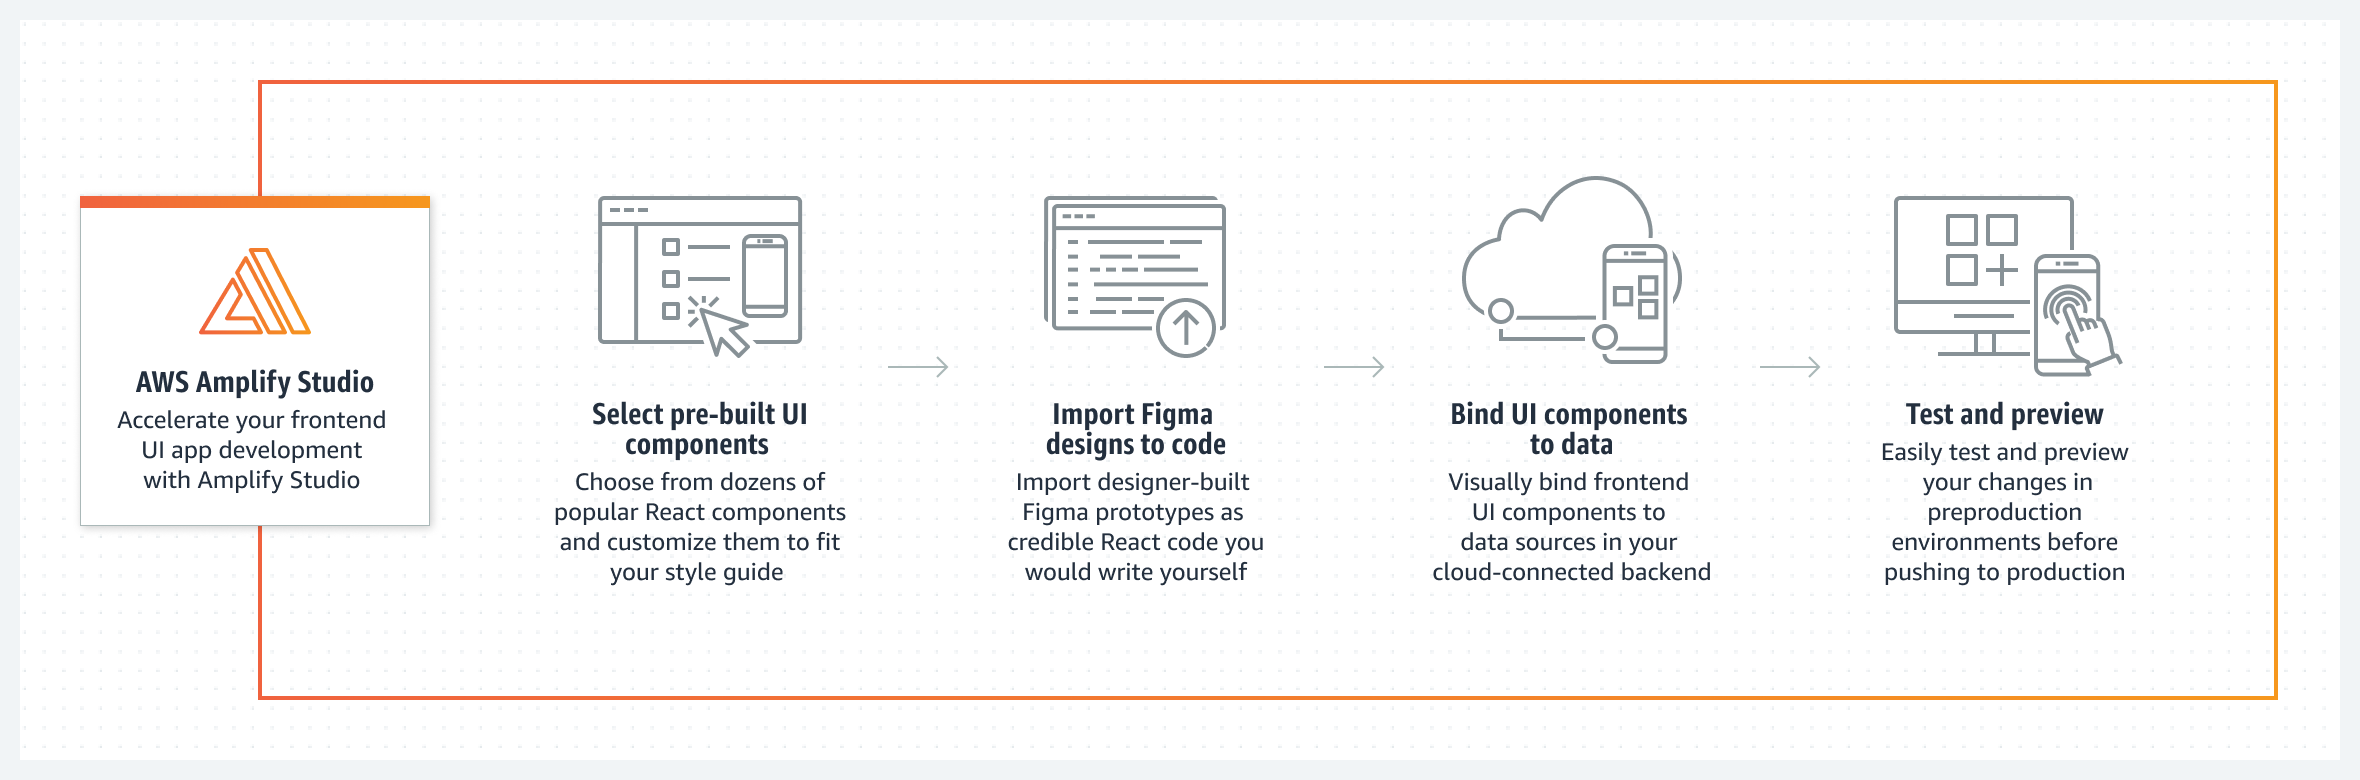 AWS Amplify Studio
Accelerate your frontend
UI app development
with Amplify Studio
Select pre-built UI
components
Choose from dozens of
popular React components
and customize them to fit
your style guide
Import Figma
designs to code
Import designer-built
Figma prototypes as
credible React code you
would write yourself
Bind UI components
to data
Visually bind frontend
UI components to
data sources in your
cloud-connected backend
Test and preview
Easily test and preview
your changes in
preproduction
environments before
pushing to production